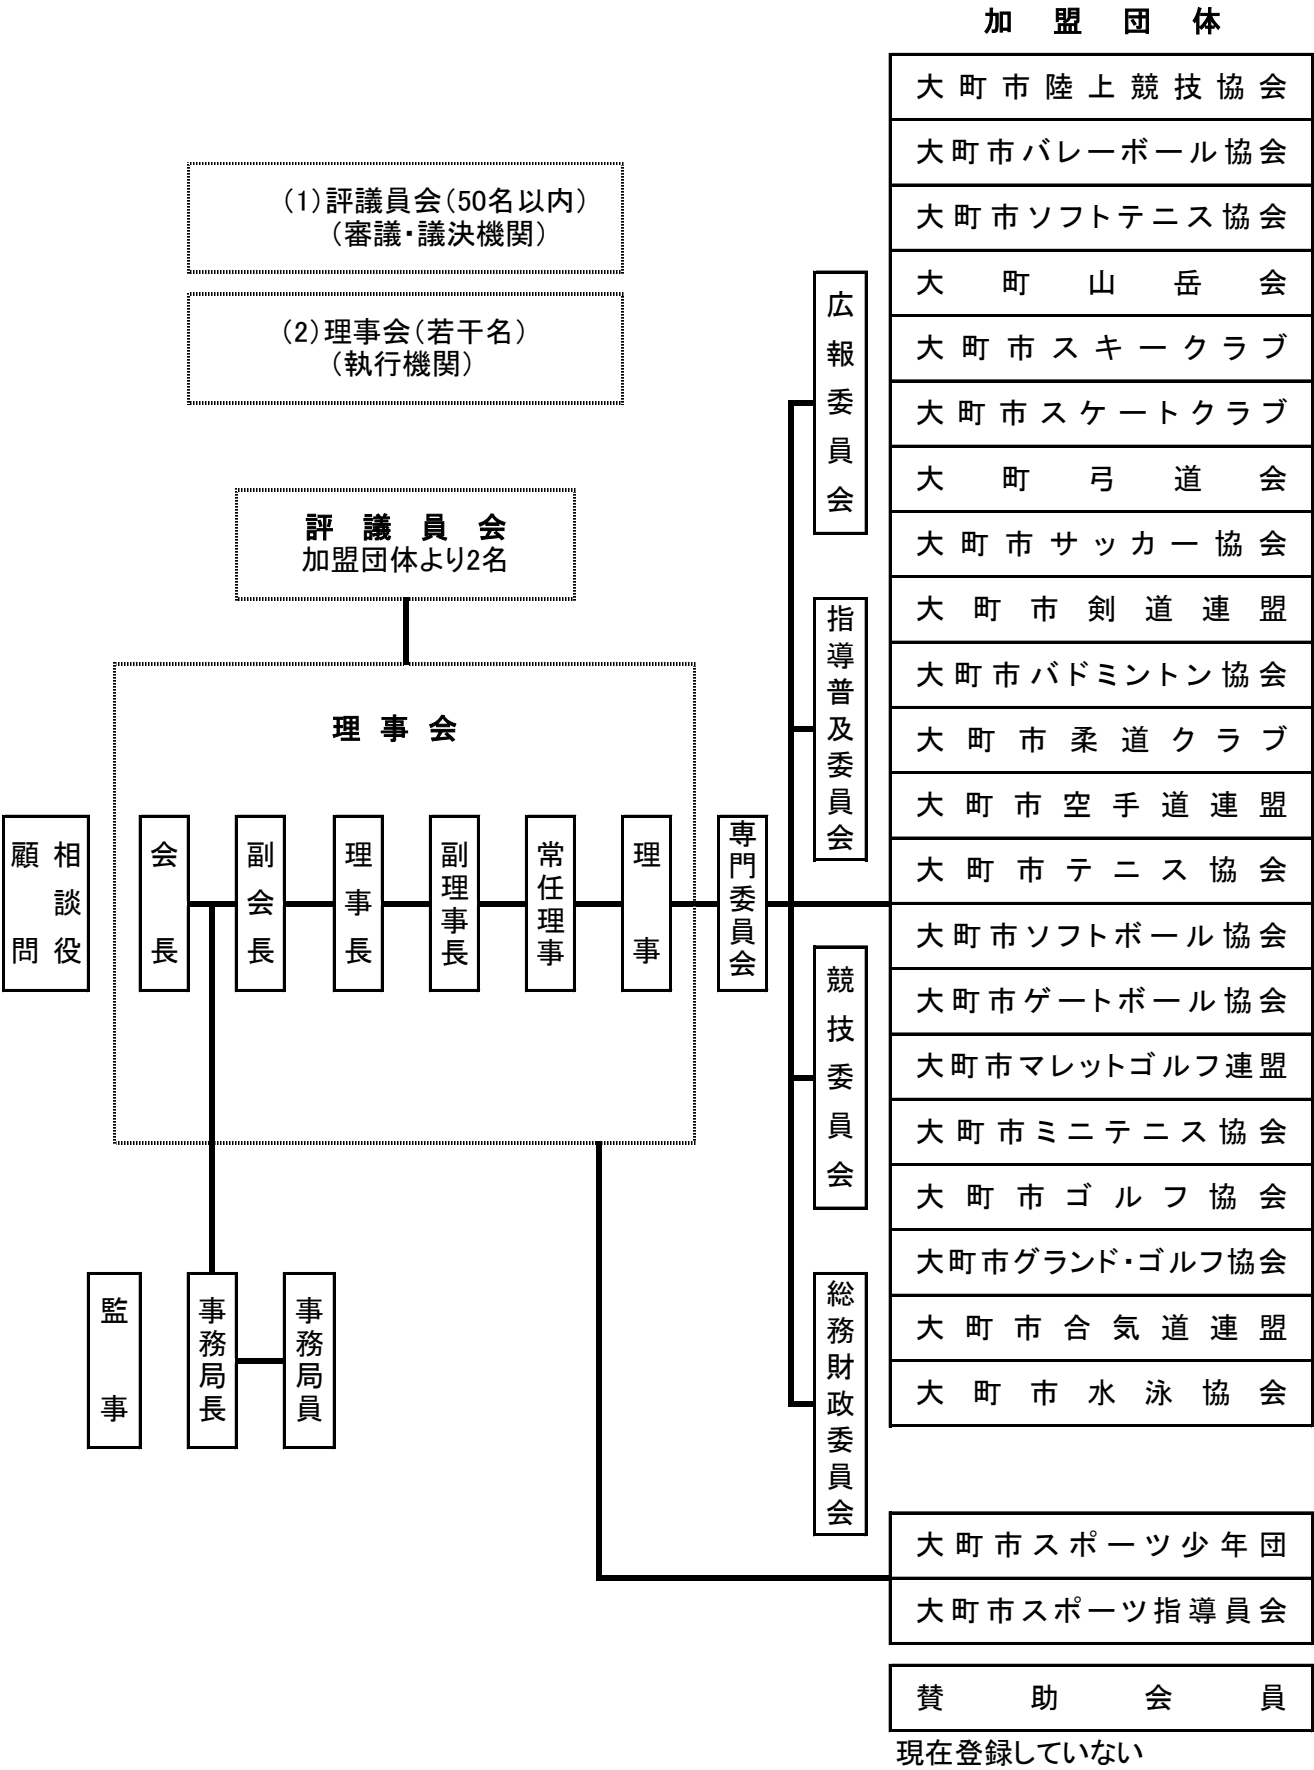 加盟団体
大町市陸上競技協会
大町市バレーボール協会
大町市ソフトテニス協会
大町山岳会
大町市スキークラブ
大町市スケートクラブ
大町弓道会
大町市サッカー協会
大町市剣道連盟
大町市バドミントン協会
大町市柔道クラブ
大町市空手道連盟
大町市テニス協会
大町市ソフトボール協会
大町市ゲートボール協会
大町市マレットゴルフ連盟
大町市ミニテニス協会
大町市ゴルフ協会
大町市グランド・ゴルフ協会
大町市合気道連盟
大町市水泳協会
大町市スポーツ少年団
大町市スポーツ指導員会
賛助会員
現在登録していない
(1)評議員会(50名以内)
(審議・議決機関)
(2)理事会(若干名)
(執行機関)
評議員会
加盟団体より2名
理事会
相談役
顧問
会長
副会長
理事長
副理事長
常任理事
理事
専門委員会
広報委員会
指導普及委員会
競技委員会
総務財政委員会
監事
事務局長
事務局員